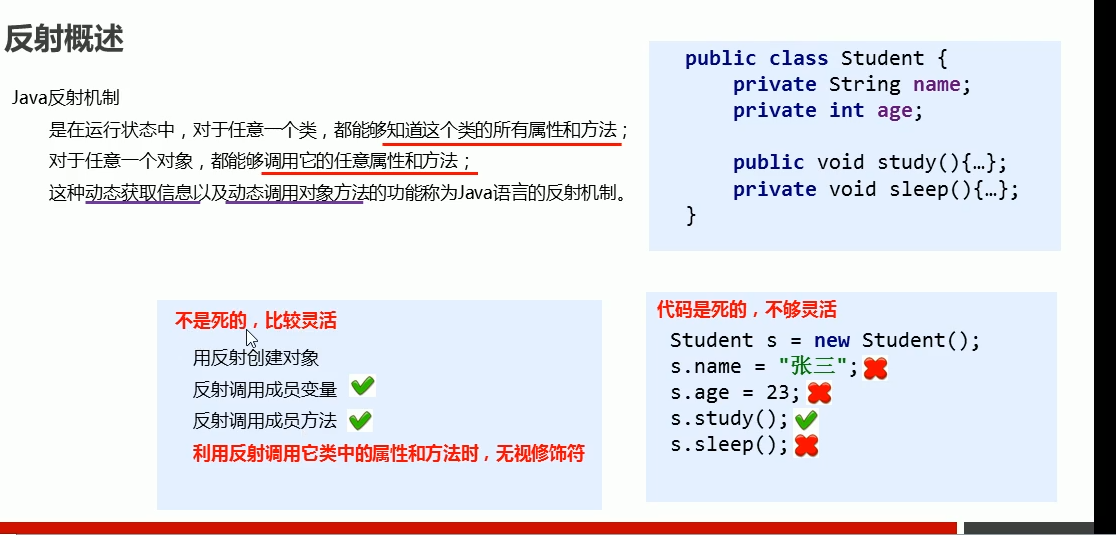 反射概述
Java反射机制
是在运行状态中，对于任意一个类，都能够知道这个类的所有属性和方法；
对于任意一个对象，都能够调用它的任意属性和方法；
这种动态获取信息以及动态调用对象方法的功能称为Java语言的反射机制。
public class Student {
private String name;
private int age;
public void study(){…};
private void sleep(){…};
}
不是死的，比较灵活
用反射创建对象
反射调用成员变量
反射调用成员方法
利用反射调用它类中的属性和方法时，无视修饰符
代码是死的，不够灵活
Student s = new Student();
s.name = "张三";
s.age = 23;
s.study();
s.sleep();